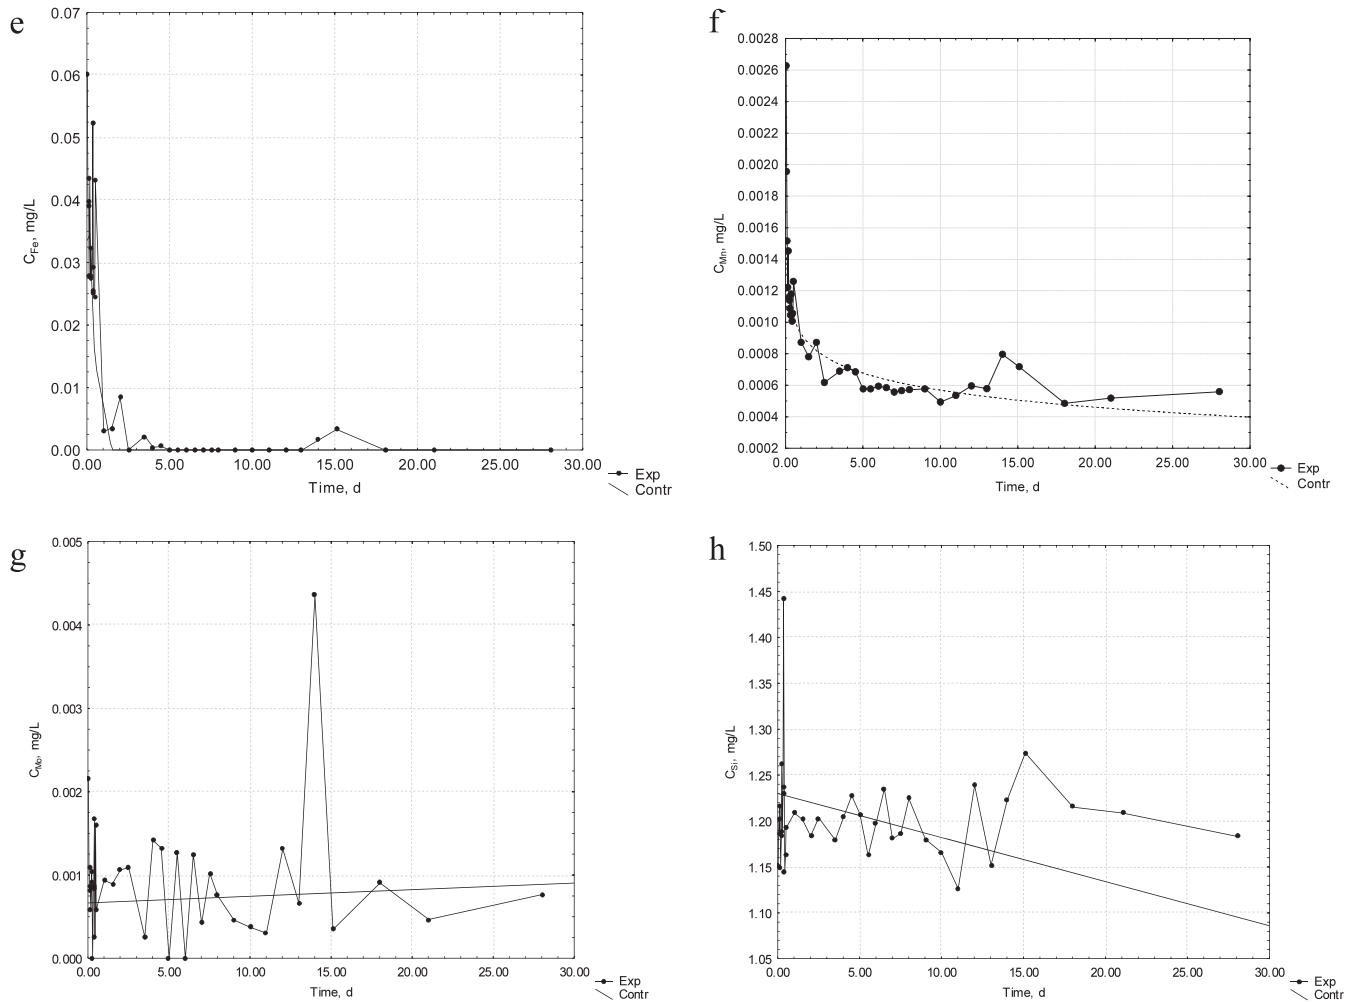 e
0.07
0.06
0.05
0.04
0.03
0.02
0.01
0.00
C_Fe, mg/L
0.00 5.00 10.00 15.00 20.00 25.00 30.00
Time, d
Exp
Contr
f
0.0028
0.0026
0.0024
0.0022
0.0020
0.0018
0.0016
0.0014
0.0012
0.0010
0.0008
0.0006
0.0004
0.0002
C_Mn, mg/L
0.00 5.00 10.00 15.00 20.00 25.00 30.00
Time, d
Exp
Contr
g
0.005
0.004
0.003
0.002
0.001
0.000
C_Mo, mg/L
0.00 5.00 10.00 15.00 20.00 25.00 30.00
Time, d
Exp
Contr
h
1.50
1.45
1.40
1.35
1.30
1.25
1.20
1.15
1.10
1.05
C_Si, mg/L
0.00 5.00 10.00 15.00 20.00 25.00 30.00
Time, d
Exp
Contr